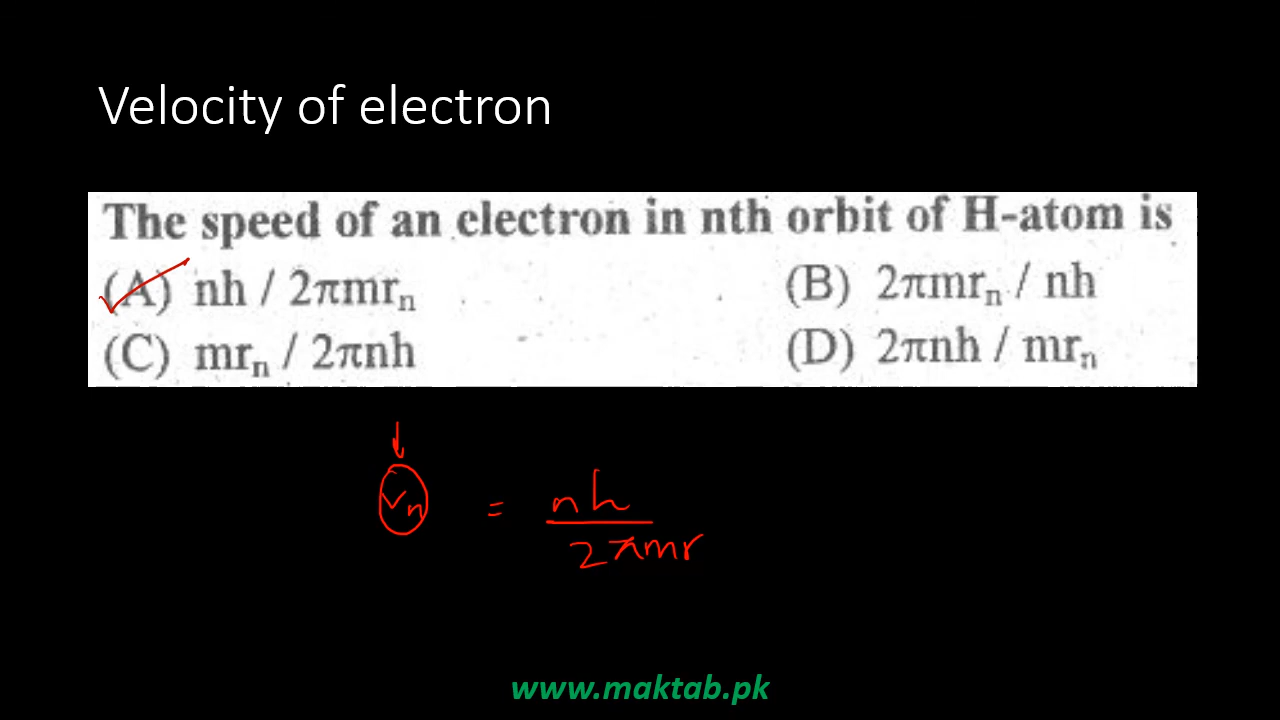 Velocity of electron
The speed of an electron in nth orbit of H-atom is
(A) nh / 2πmrₙ (B) 2πmrₙ / nh
(C) mrₙ / 2πnh (D) 2πnh / mrₙ
vₙ = nh
2πmr
www.maktab.pk